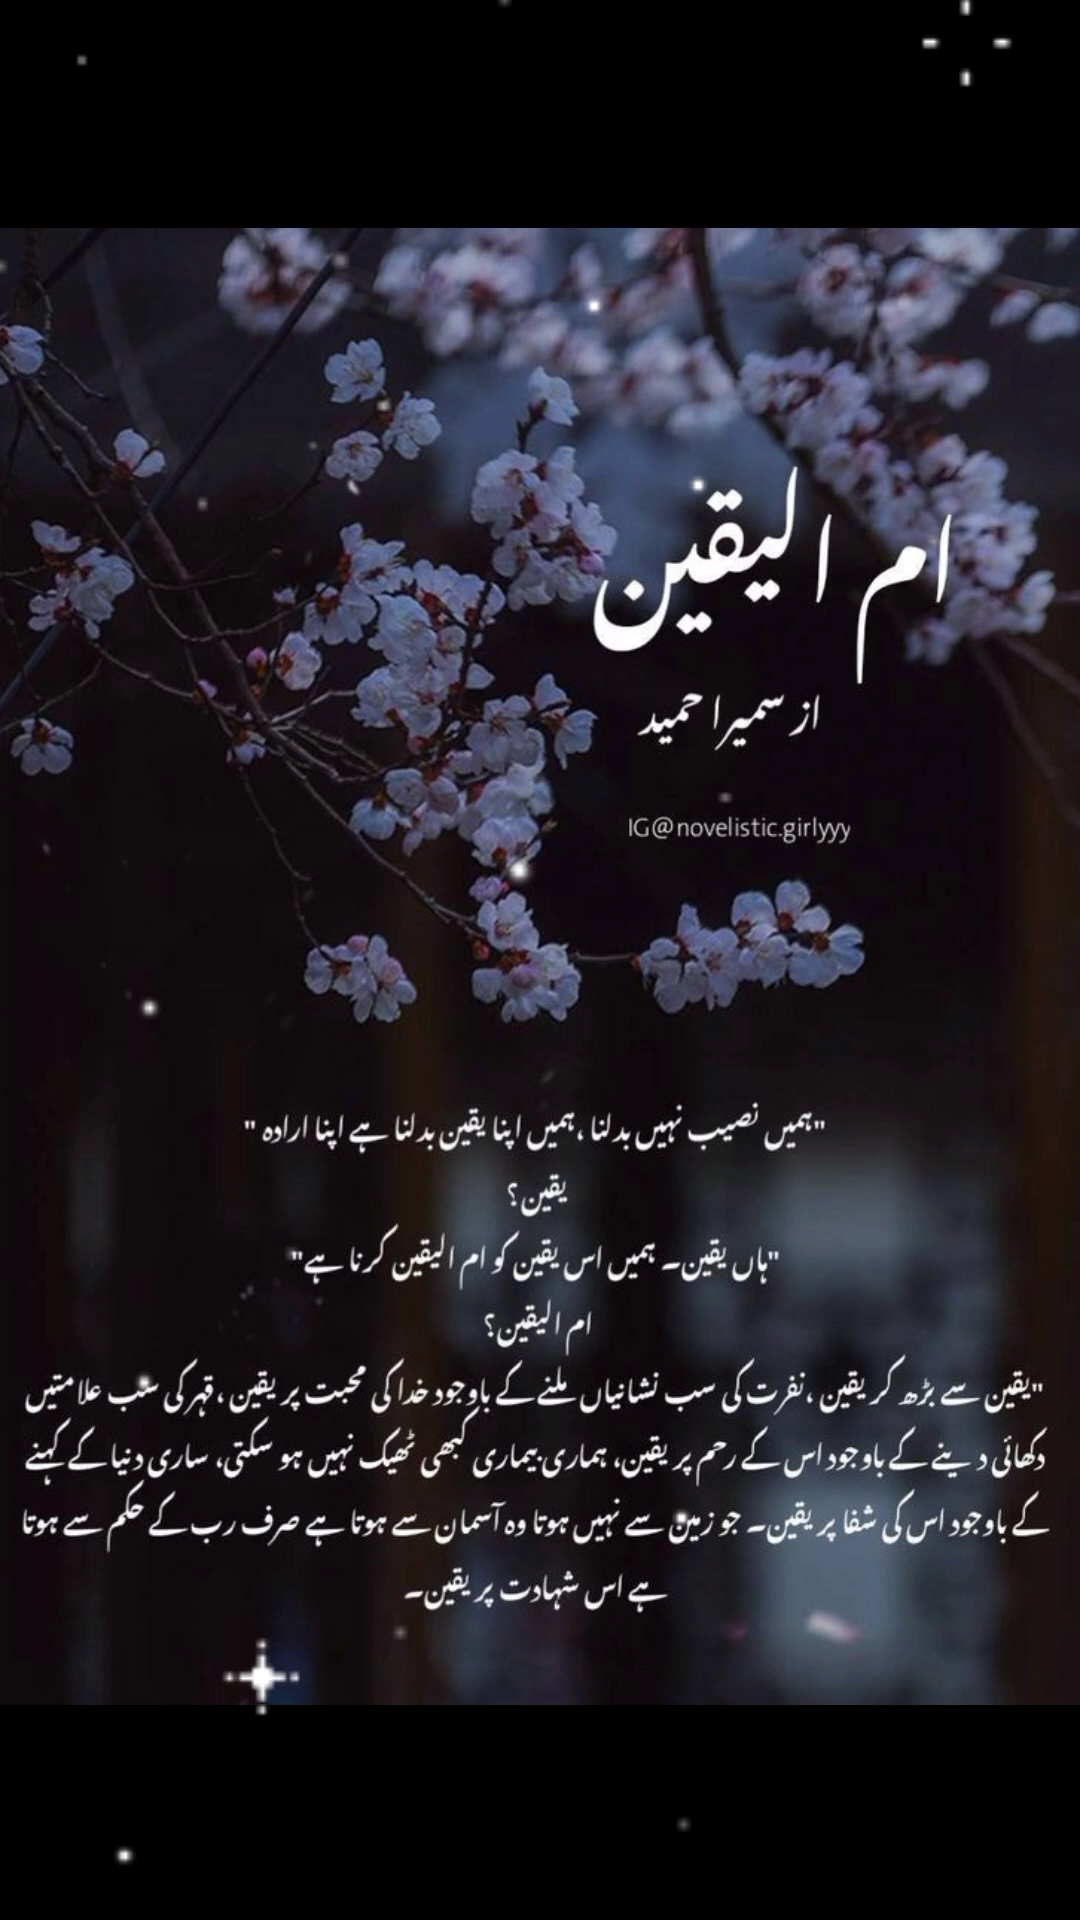 ام الیقین
از سمیرا حمید
IG@novelistic.girlyyy
"ہمیں نصیب نہیں بدلنا ،ہمیں اپنا یقین بدلنا ہے اپنا ارادہ "
یقین؟
"ہاں یقین۔ ہمیں اس یقین کو ام الیقین کرنا ہے"
ام الیقین؟
"یقین سے بڑھ کر یقین ،نفرت کی سب نشانیاں ملنے کے باوجود خدا کی محبت پر یقین ،قہر کی سب علامتیں
دکھائی دینے کے باوجود اس کے رحم پر یقین، ہماری بیماری کبھی ٹھیک نہیں ہو سکتی، ساری دنیا کے کہنے
کے باوجود اس کی شفا پر یقین۔ جو زمین سے نہیں ہوتا وہ آسمان سے ہوتا ہے صرف رب کے حکم سے ہوتا
ہے اس شہادت پر یقین۔